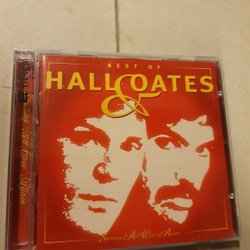 BEST OF
HALL & OATES
Starting All Over Again